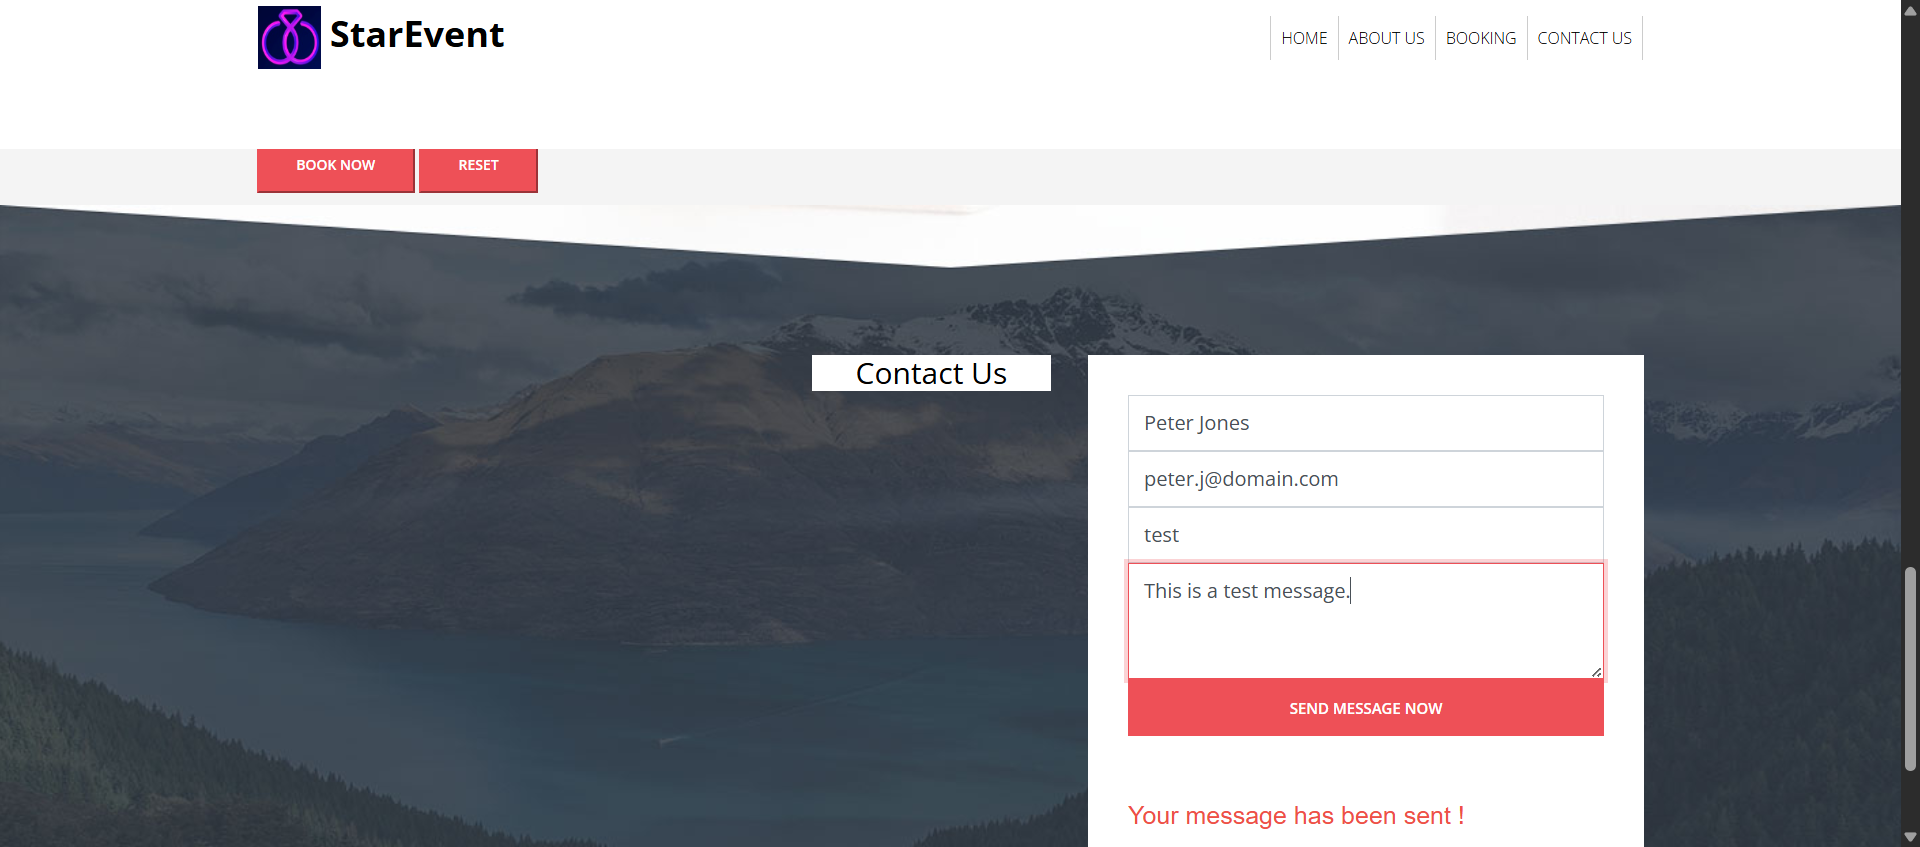 StarEvent
HOME
ABOUT US
BOOKING
CONTACT US
BOOK NOW
RESET
Contact Us
Peter Jones
peter.j@domain.com
test
This is a test message.
SEND MESSAGE NOW
Your message has been sent !